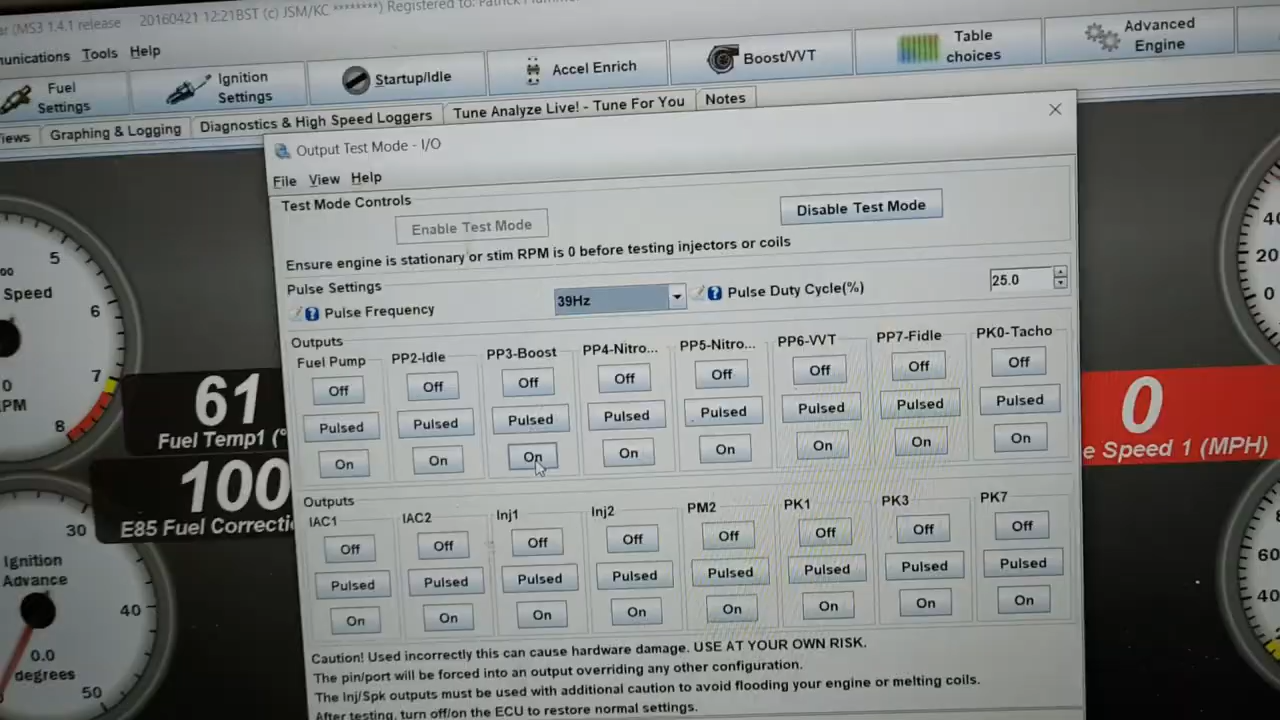 (MS3 1.4.1 release 20160421 12:21BST (c) JSM/KC ********) Registered to:
Tools Help
Fuel Settings
Ignition Settings
Startup/Idle
Accel Enrich
Boost/VVT
Table choices
Advanced Engine
Graphing & Logging
Diagnostics & High Speed Loggers
Tune Analyze Live! - Tune For You
Notes
Output Test Mode - I/O
File View Help
Test Mode Controls
Enable Test Mode
Disable Test Mode
Ensure engine is stationary or stim RPM is 0 before testing injectors or coils
Pulse Settings
Pulse Frequency
39Hz
Pulse Duty Cycle(%)
25.0
Outputs
Fuel Pump PP2-Idle PP3-Boost PP4-Nitro... PP5-Nitro... PP6-VVT PP7-Fidle PK0-Tacho
Off Off Off Off Off Off Off Off
Pulsed Pulsed Pulsed Pulsed Pulsed Pulsed Pulsed Pulsed
On On On On On On On On
Outputs
IAC1 IAC2 Inj1 Inj2 PM2 PK1 PK3 PK7
Off Off Off Off Off Off Off Off
Pulsed Pulsed Pulsed Pulsed Pulsed Pulsed Pulsed Pulsed
On On On On On On On On
Caution! Used incorrectly this can cause hardware damage. USE AT YOUR OWN RISK.
The pin/port will be forced into an output overriding any other configuration.
The Inj/Spk outputs must be used with additional caution to avoid flooding your engine or melting coils.
After testing, turn off/on the ECU to restore normal settings.
5
Speed
6
0
7
PM
8
61
Fuel Temp1 (°
100
E85 Fuel Correcti
30
Ignition
Advance
40
0.0
degrees
50
20
0
0
e Speed 1 (MPH)
60
40